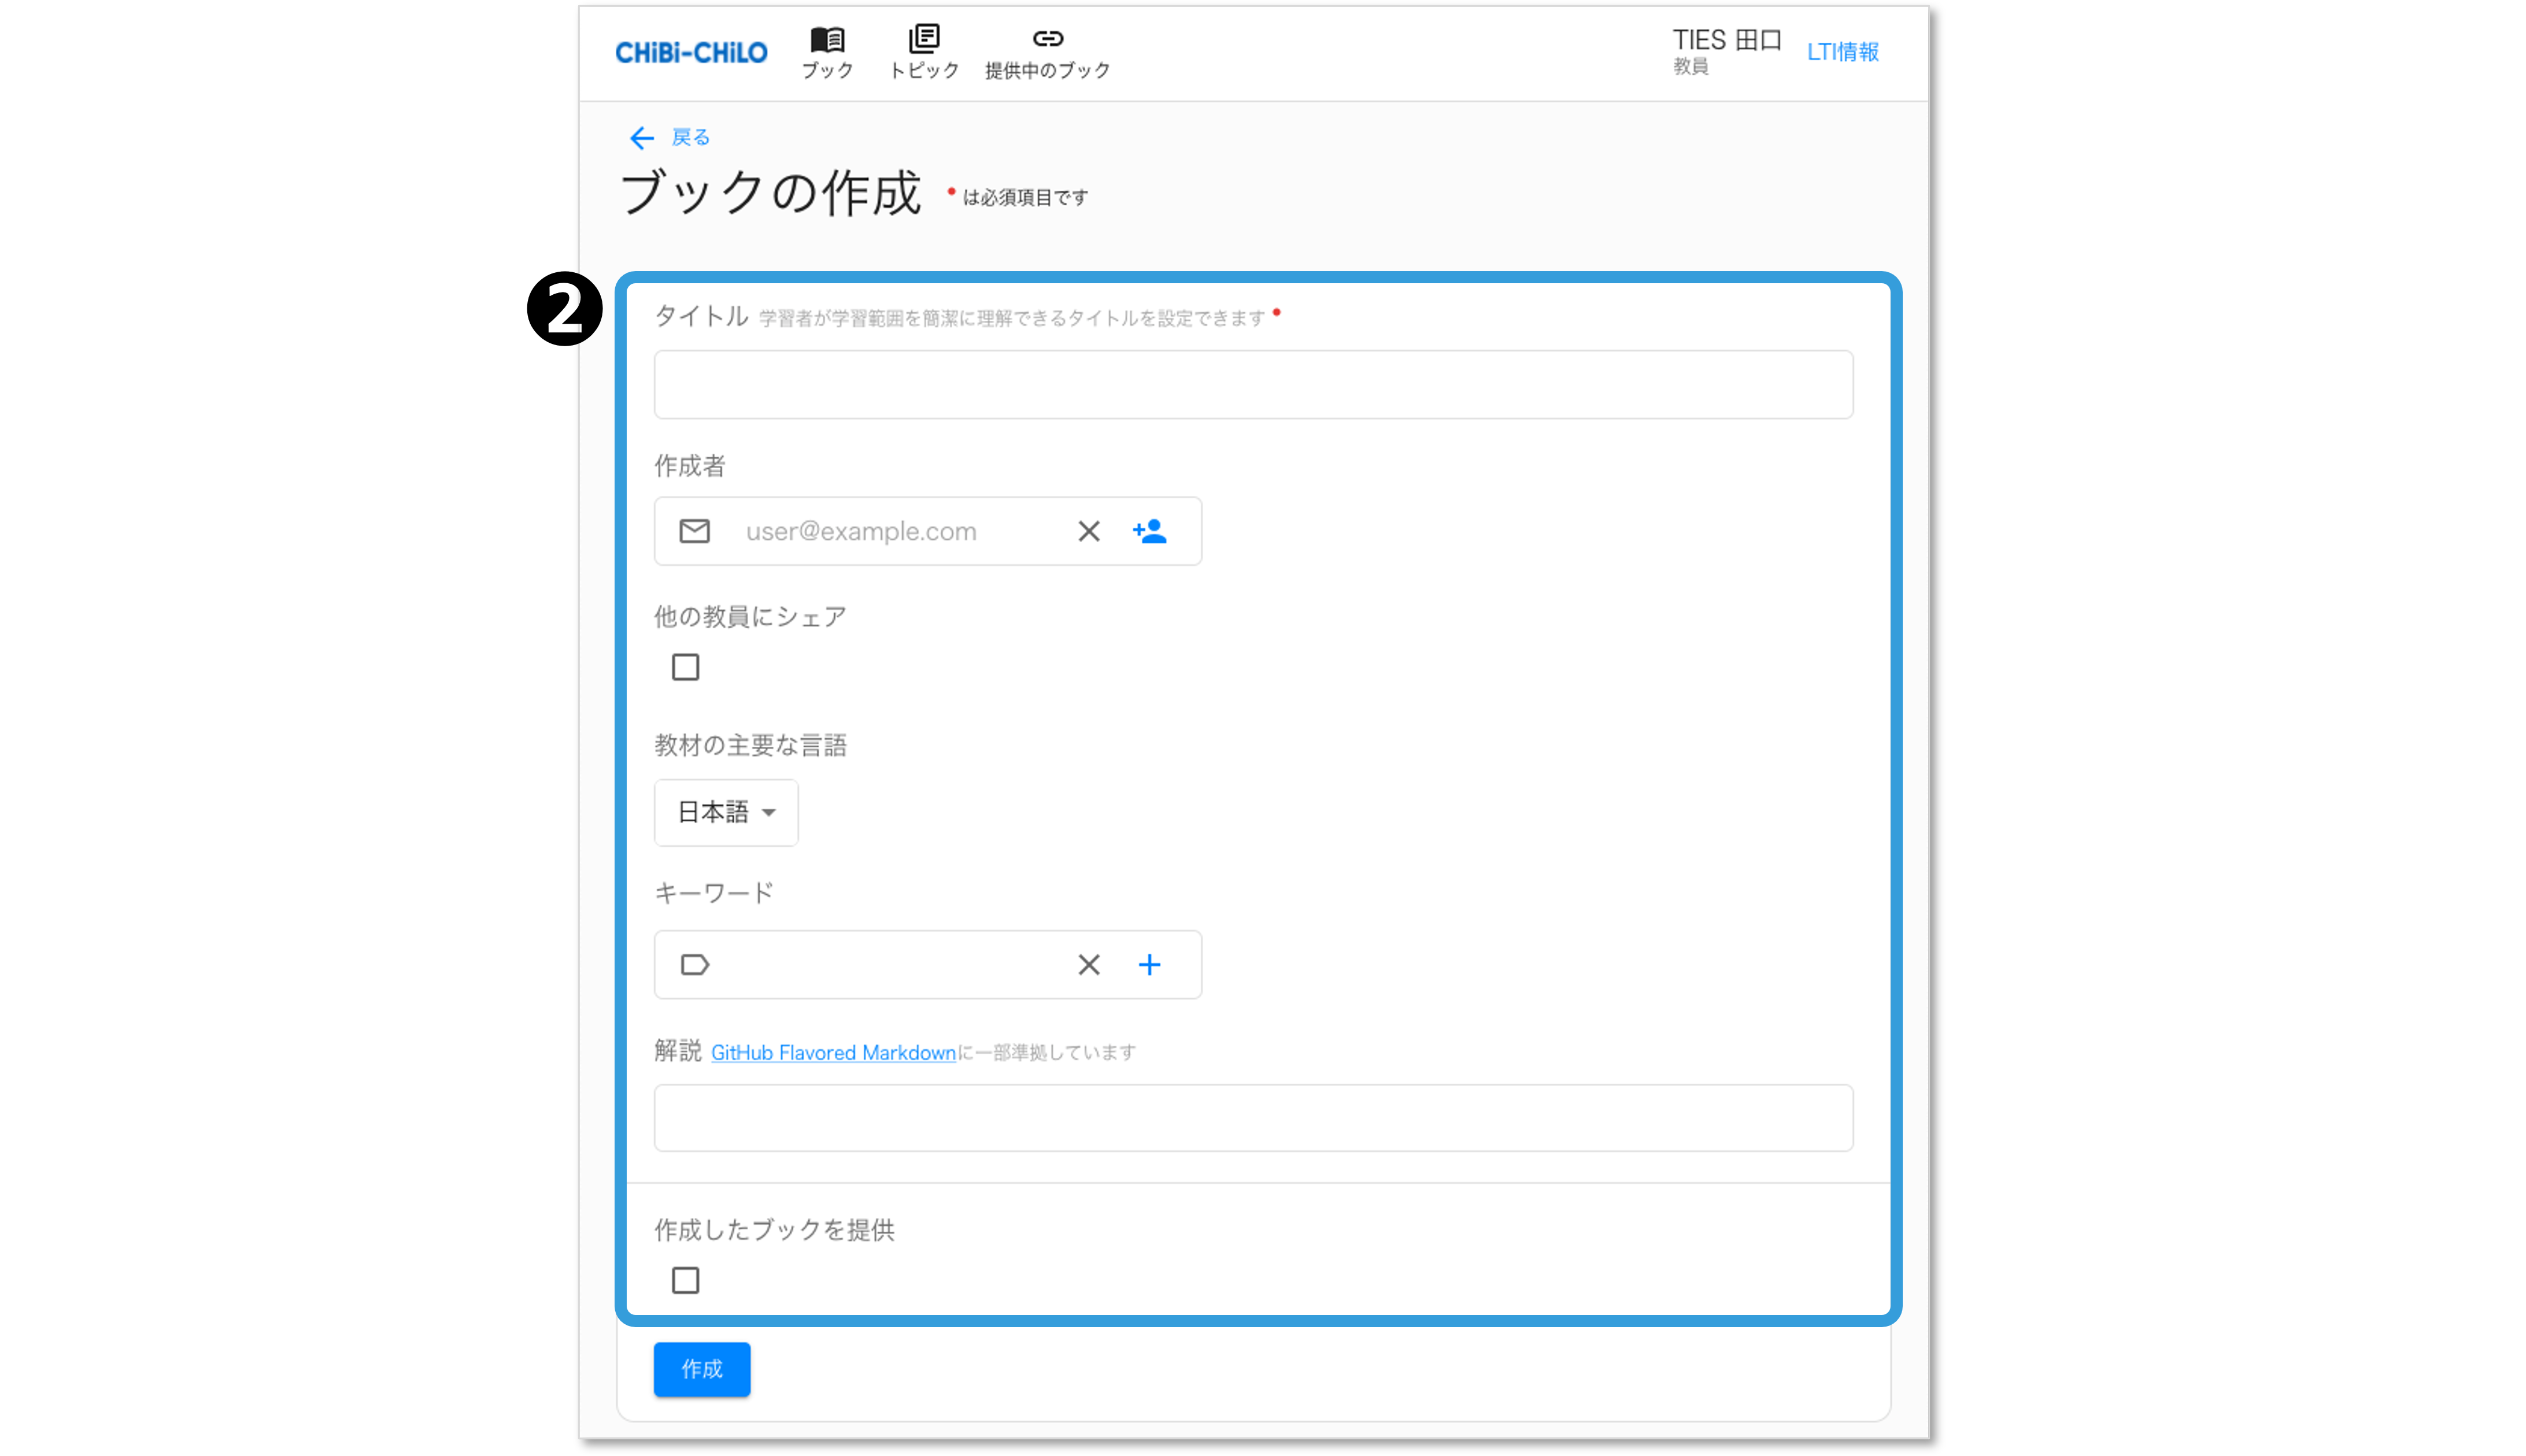 CHiBi-CHiLO
ブック
トピック
提供中のブック
TIES 田口
教員
LTI情報
戻る
ブックの作成 • は必須項目です
2
タイトル 学習者が学習範囲を簡潔に理解できるタイトルを設定できます •
作成者
user@example.com
他の教員にシェア
教材の主要な言語
日本語
キーワード
解説 GitHub Flavored Markdownに一部準拠しています
作成したブックを提供
作成